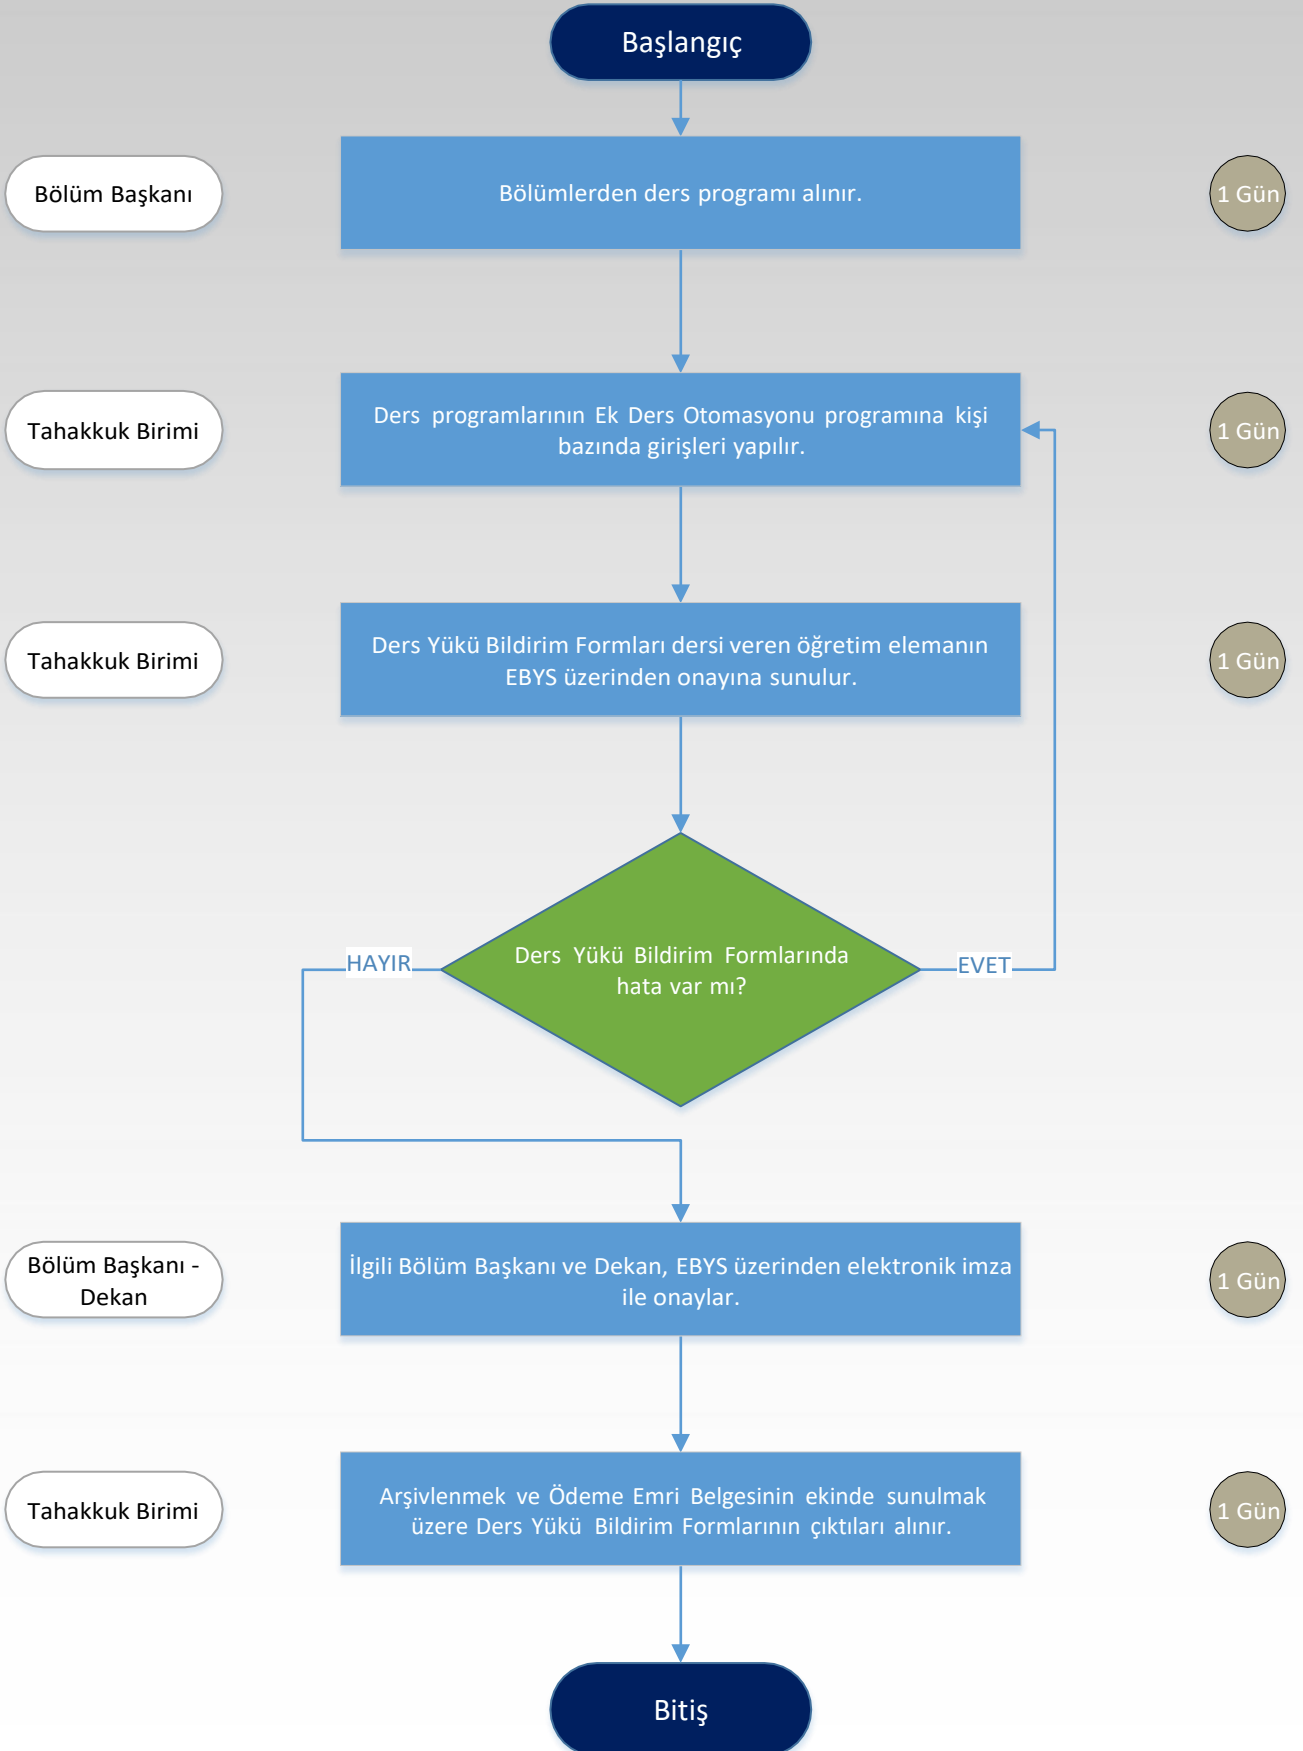 Başlangıç
Bölüm Başkanı
Bölümlerden ders programı alınır.
1 Gün
Tahakkuk Birimi
Ders programlarının Ek Ders Otomasyonu programına kişi
bazında girişleri yapılır.
1 Gün
Tahakkuk Birimi
Ders Yükü Bildirim Formları dersi veren öğretim elemanın
EBYS üzerinden onayına sunulur.
1 Gün
HAYIR
Ders Yükü Bildirim Formlarında
hata var mı?
EVET
Bölüm Başkanı -
Dekan
İlgili Bölüm Başkanı ve Dekan, EBYS üzerinden elektronik imza
ile onaylar.
1 Gün
Tahakkuk Birimi
Arşivlenmek ve Ödeme Emri Belgesinin ekinde sunulmak
üzere Ders Yükü Bildirim Formlarının çıktıları alınır.
1 Gün
Bitiş